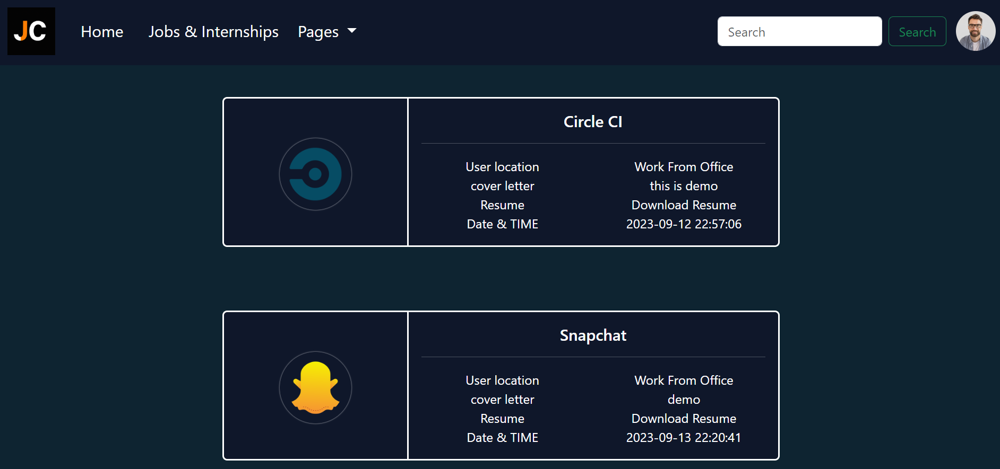 JC
Home Jobs & Internships Pages Search Search
Circle CI
User location Work From Office
cover letter this is demo
Resume Download Resume
Date & TIME 2023-09-12 22:57:06
Snapchat
User location Work From Office
cover letter demo
Resume Download Resume
Date & TIME 2023-09-13 22:20:41